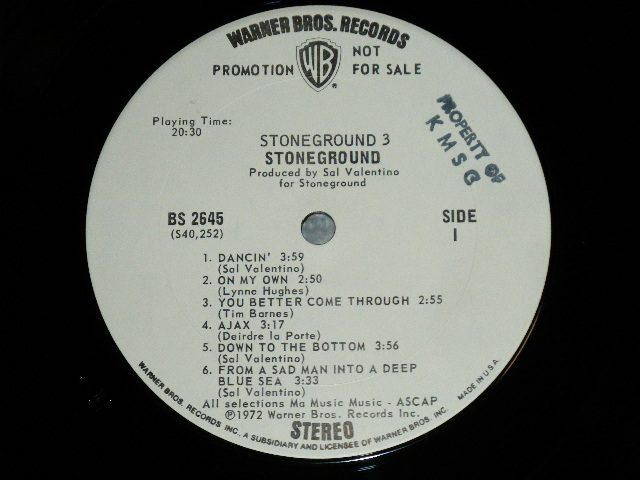 WARNER BROS. RECORDS
PROMOTION
WB
®
NOT
FOR SALE
Playing Time:
20:30
PROPERTY OF
KMSC
STONEGROUND 3
STONEGROUND
Produced by Sal Valentino
for Stoneground
BS 2645
(S40,252)
SIDE
1
1. DANCIN' 3:59
(Sal Valentino)
2. ON MY OWN 2:50
(Lynne Hughes)
3. YOU BETTER COME THROUGH 2:55
(Tim Barnes)
4. AJAX 3:17
(Deirdre la Porte)
5. DOWN TO THE BOTTOM 3:56
(Sal Valentino)
6. FROM A SAD MAN INTO A DEEP
BLUE SEA 3:33
(Sal Valentino)
All selections Ma Music Music - ASCAP
℗1972 Warner Bros. Records Inc.
STEREO
WARNER BROS. RECORDS INC., A SUBSIDIARY AND LICENSEE OF WARNER BROS. INC. MADE IN U.S.A.